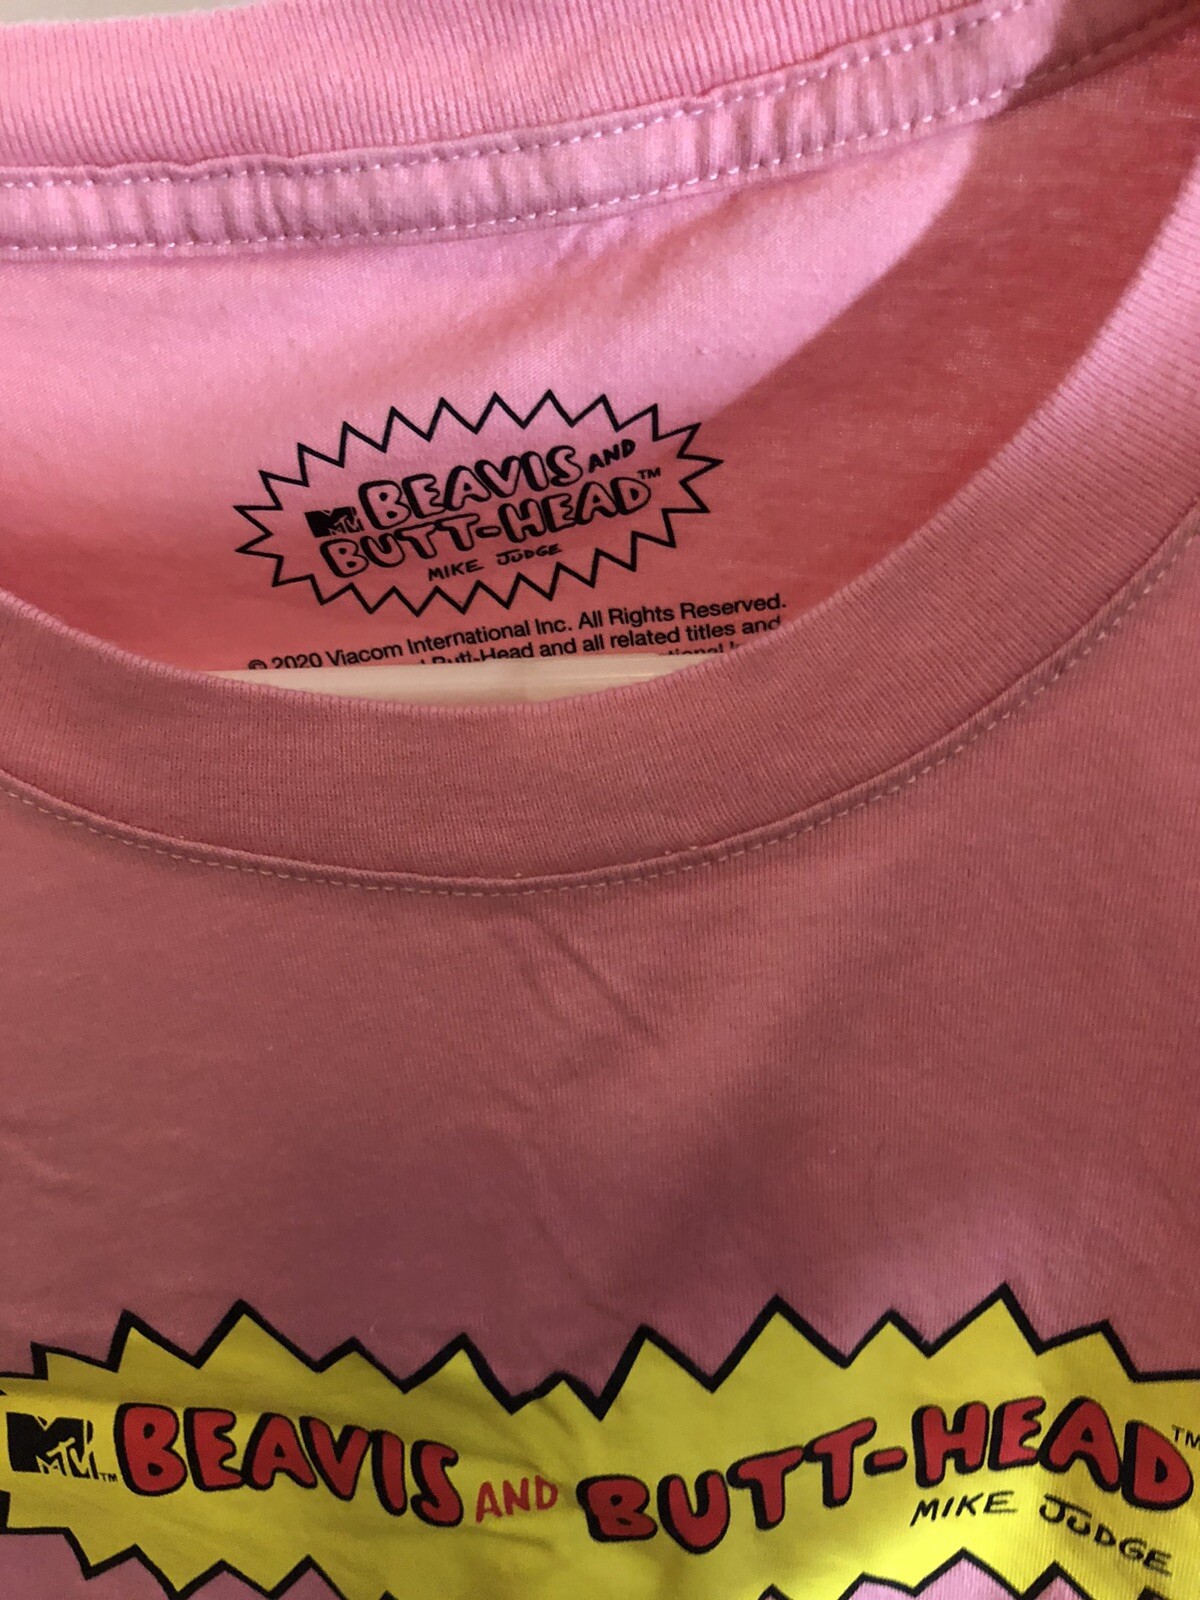 BEAVIS AND
MTV BUTT-HEAD™
MIKE JUDGE
© 2020 Viacom International Inc. All Rights Reserved.
Butt-Head and all related titles and
MTV™ BEAVIS AND BUTT-HEAD™
MIKE JUDGE